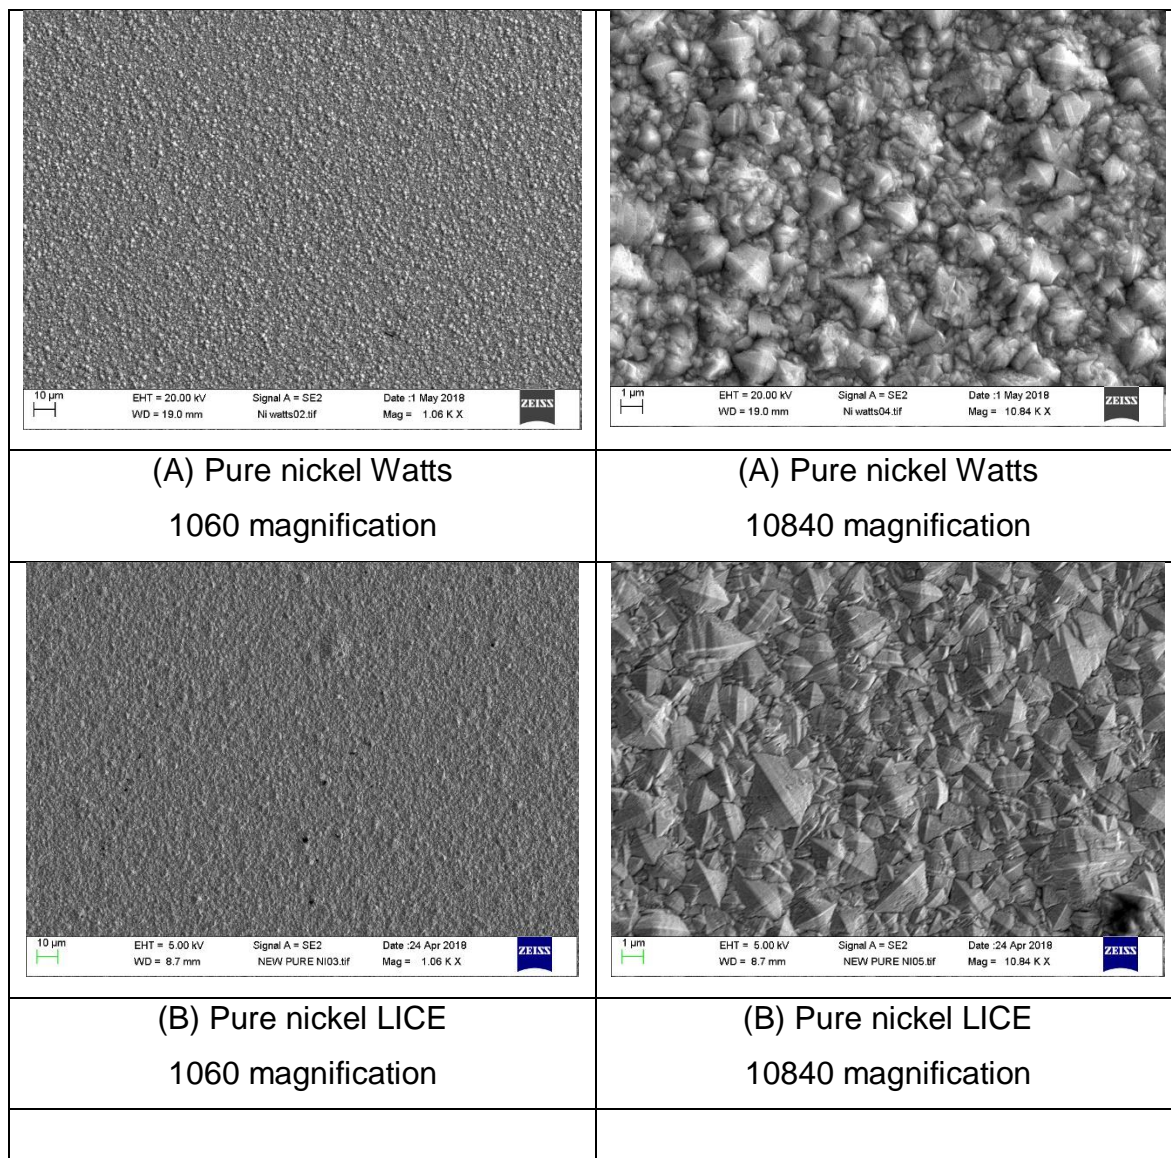 10 µm EHT = 20.00 kV Signal A = SE2 Date :1 May 2018 ZEISS
WD = 19.0 mm Ni watts02.tif Mag = 1.06 K X
1 µm EHT = 20.00 kV Signal A = SE2 Date :1 May 2018 ZEISS
WD = 19.0 mm Ni watts04.tif Mag = 10.84 K X
(A) Pure nickel Watts
1060 magnification
(A) Pure nickel Watts
10840 magnification
10 µm EHT = 5.00 kV Signal A = SE2 Date :24 Apr 2018 ZEISS
WD = 8.7 mm NEW PURE NI03.tif Mag = 1.06 K X
1 µm EHT = 5.00 kV Signal A = SE2 Date :24 Apr 2018 ZEISS
WD = 8.7 mm NEW PURE NI05.tif Mag = 10.84 K X
(B) Pure nickel LICE
1060 magnification
(B) Pure nickel LICE
10840 magnification